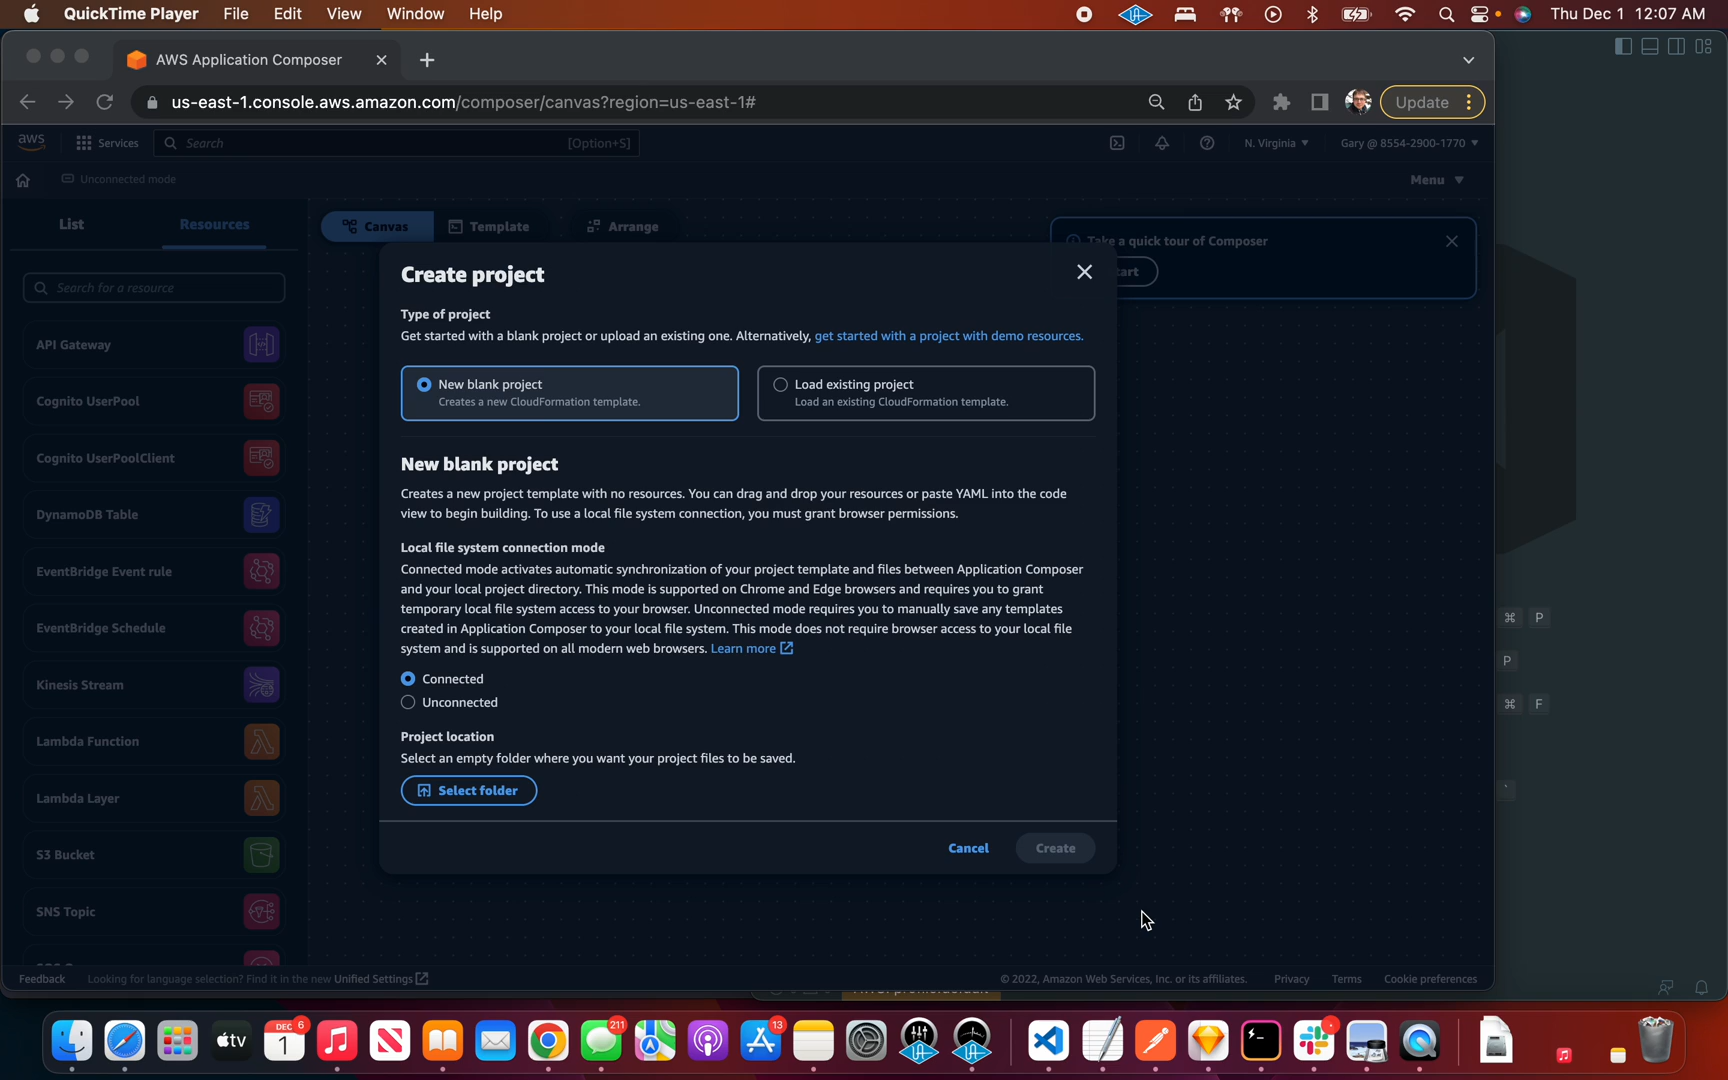 QuickTime Player File Edit View Window Help
Thu Dec 1 12:07 AM
AWS Application Composer
us-east-1.console.aws.amazon.com/composer/canvas?region=us-east-1#
Update
aws
Services
Search
[Option+S]
N. Virginia
Gary @ 8554-2900-1770
Unconnected mode
Menu
List
Resources
Canvas
Template
Arrange
Take a quick tour of Composer
Search for a resource
API Gateway
Cognito UserPool
Cognito UserPoolClient
DynamoDB Table
EventBridge Event rule
EventBridge Schedule
Kinesis Stream
Lambda Function
Lambda Layer
S3 Bucket
SNS Topic
Create project
Type of project
Get started with a blank project or upload an existing one. Alternatively, get started with a project with demo resources.
New blank project
Creates a new CloudFormation template.
Load existing project
Load an existing CloudFormation template.
New blank project
Creates a new project template with no resources. You can drag and drop your resources or paste YAML into the code
view to begin building. To use a local file system connection, you must grant browser permissions.
Local file system connection mode
Connected mode activates automatic synchronization of your project template and files between Application Composer
and your local project directory. This mode is supported on Chrome and Edge browsers and requires you to grant
temporary local file system access to your browser. Unconnected mode requires you to manually save any templates
created in Application Composer to your local file system. This mode does not require browser access to your local file
system and is supported on all modern web browsers. Learn more
Connected
Unconnected
Project location
Select an empty folder where you want your project files to be saved.
Select folder
Cancel
Create
⌘ P
P
⌘ F
Feedback
Looking for language selection? Find it in the new Unified Settings
© 2022, Amazon Web Services, Inc. or its affiliates.
Privacy
Terms
Cookie preferences
tv
DEC
1
6
211
13